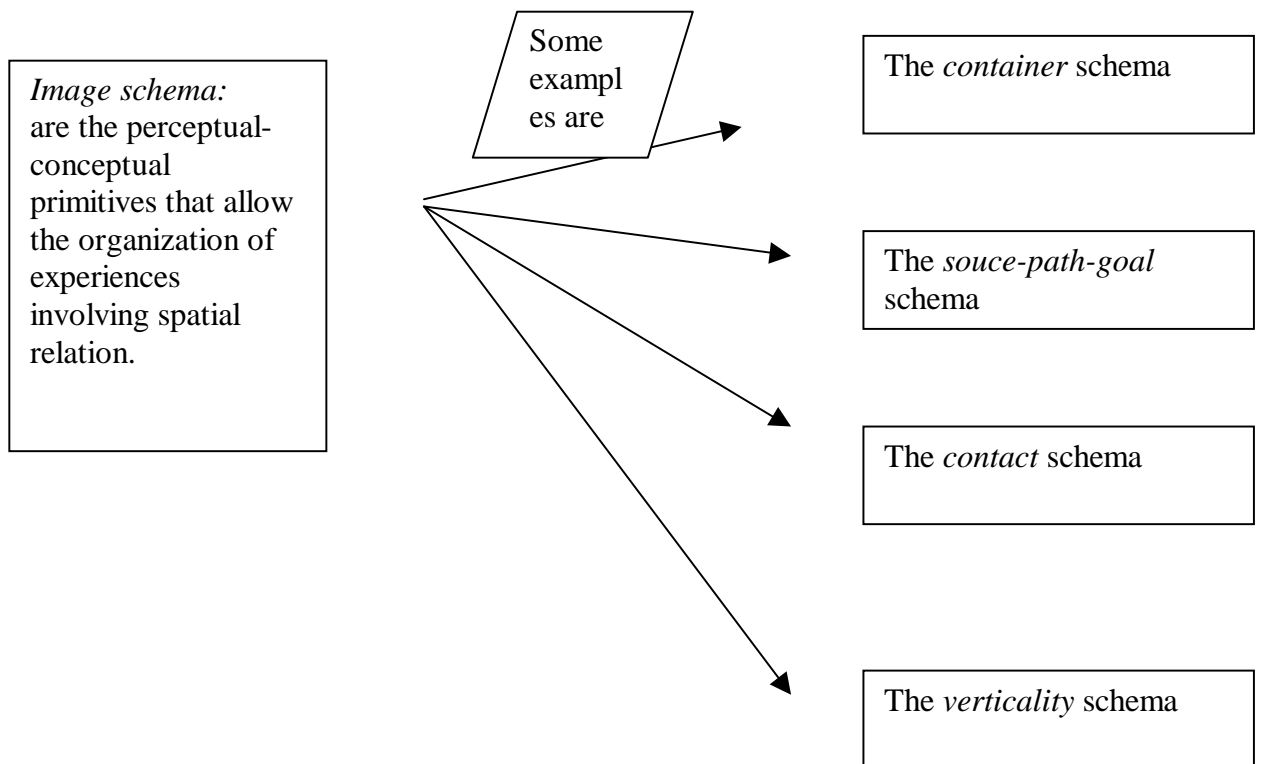 Image schema:
are the perceptual-
conceptual
primitives that allow
the organization of
experiences
involving spatial
relation.
Some
exampl
es are
The container schema
The souce-path-goal
schema
The contact schema
The verticality schema